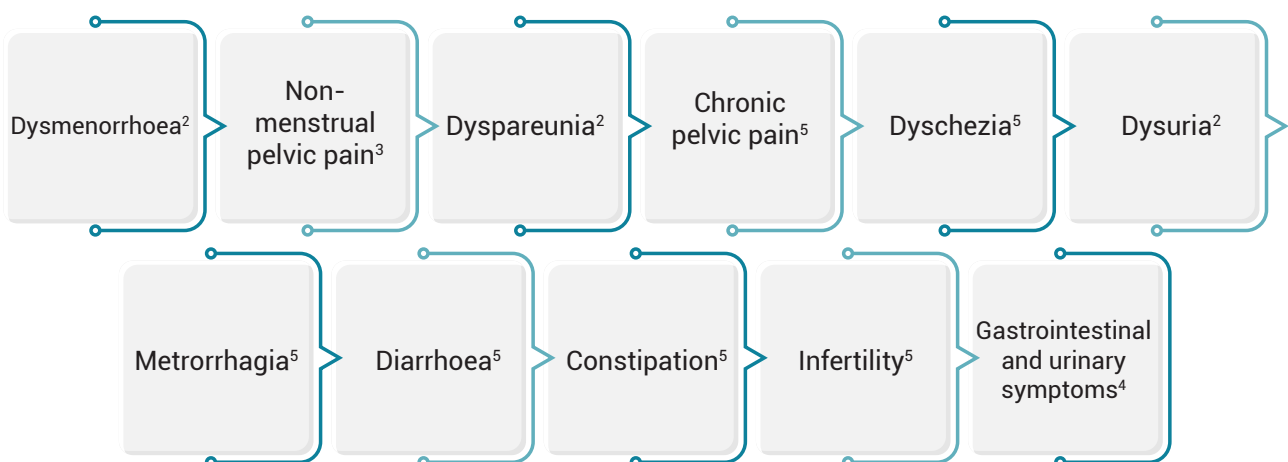 Dysmenorrhoea²
Non-
menstrual
pelvic pain³
Dyspareunia²
Chronic
pelvic pain⁵
Dyschezia⁵
Dysuria²
Metrorrhagia⁵
Diarrhoea⁵
Constipation⁵
Infertility⁵
Gastrointestinal
and urinary
symptoms⁴